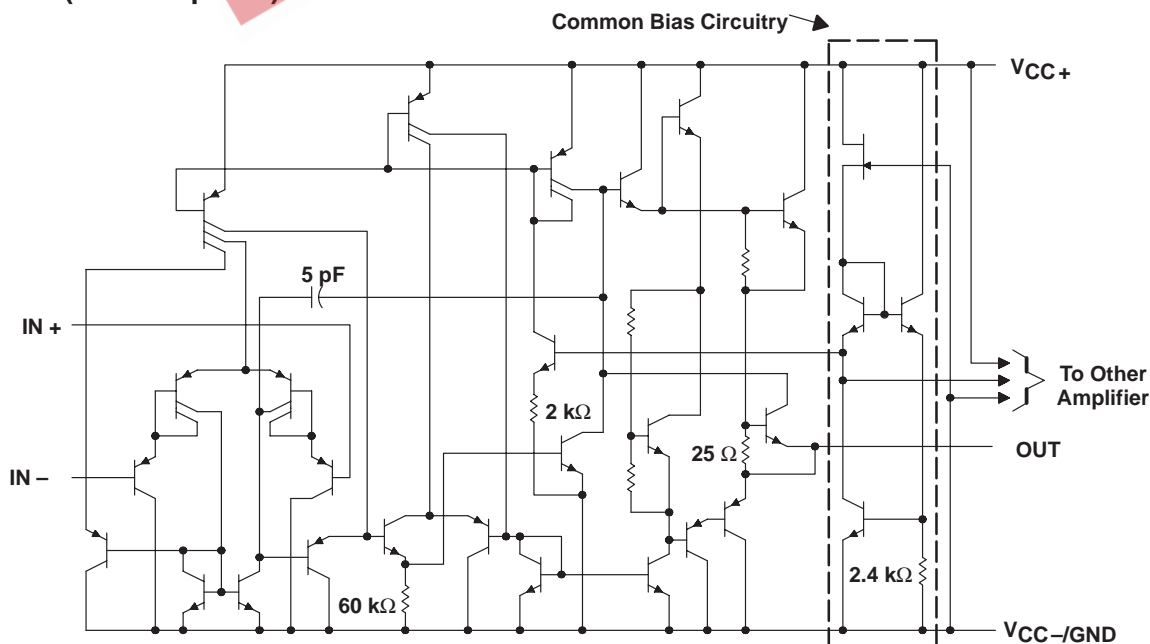 Common Bias Circuitry
VCC+
5 pF
IN +
To Other
Amplifier
2 kΩ
25 Ω
OUT
IN –
2.4 kΩ
60 kΩ
VCC–/GND